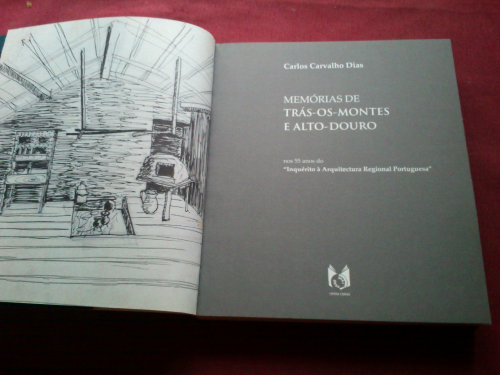 Carlos Carvalho Dias
MEMÓRIAS DE
TRÁS-OS-MONTES
E ALTO-DOURO
nos 55 anos do
"Inquérito à Arquitectura Regional Portuguesa"